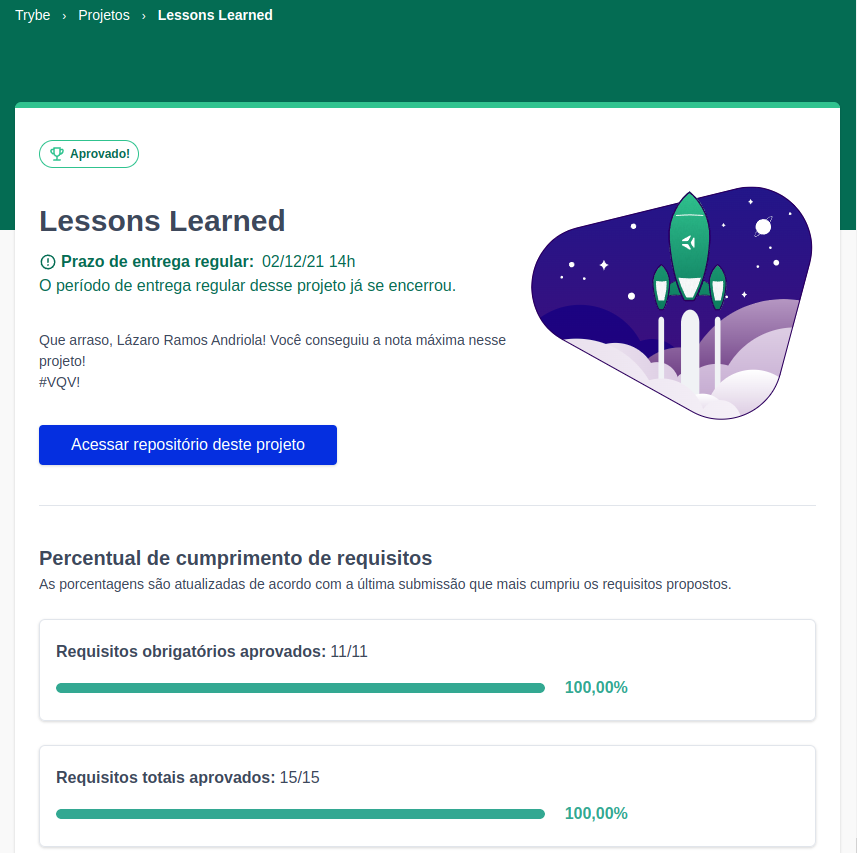 Trybe › Projetos › Lessons Learned
Aprovado!
Lessons Learned
Prazo de entrega regular: 02/12/21 14h
O período de entrega regular desse projeto já se encerrou.
Que arraso, Lázaro Ramos Andriola! Você conseguiu a nota máxima nesse
projeto!
#VQV!
Acessar repositório deste projeto
Percentual de cumprimento de requisitos
As porcentagens são atualizadas de acordo com a última submissão que mais cumpriu os requisitos propostos.
Requisitos obrigatórios aprovados: 11/11
100,00%
Requisitos totais aprovados: 15/15
100,00%